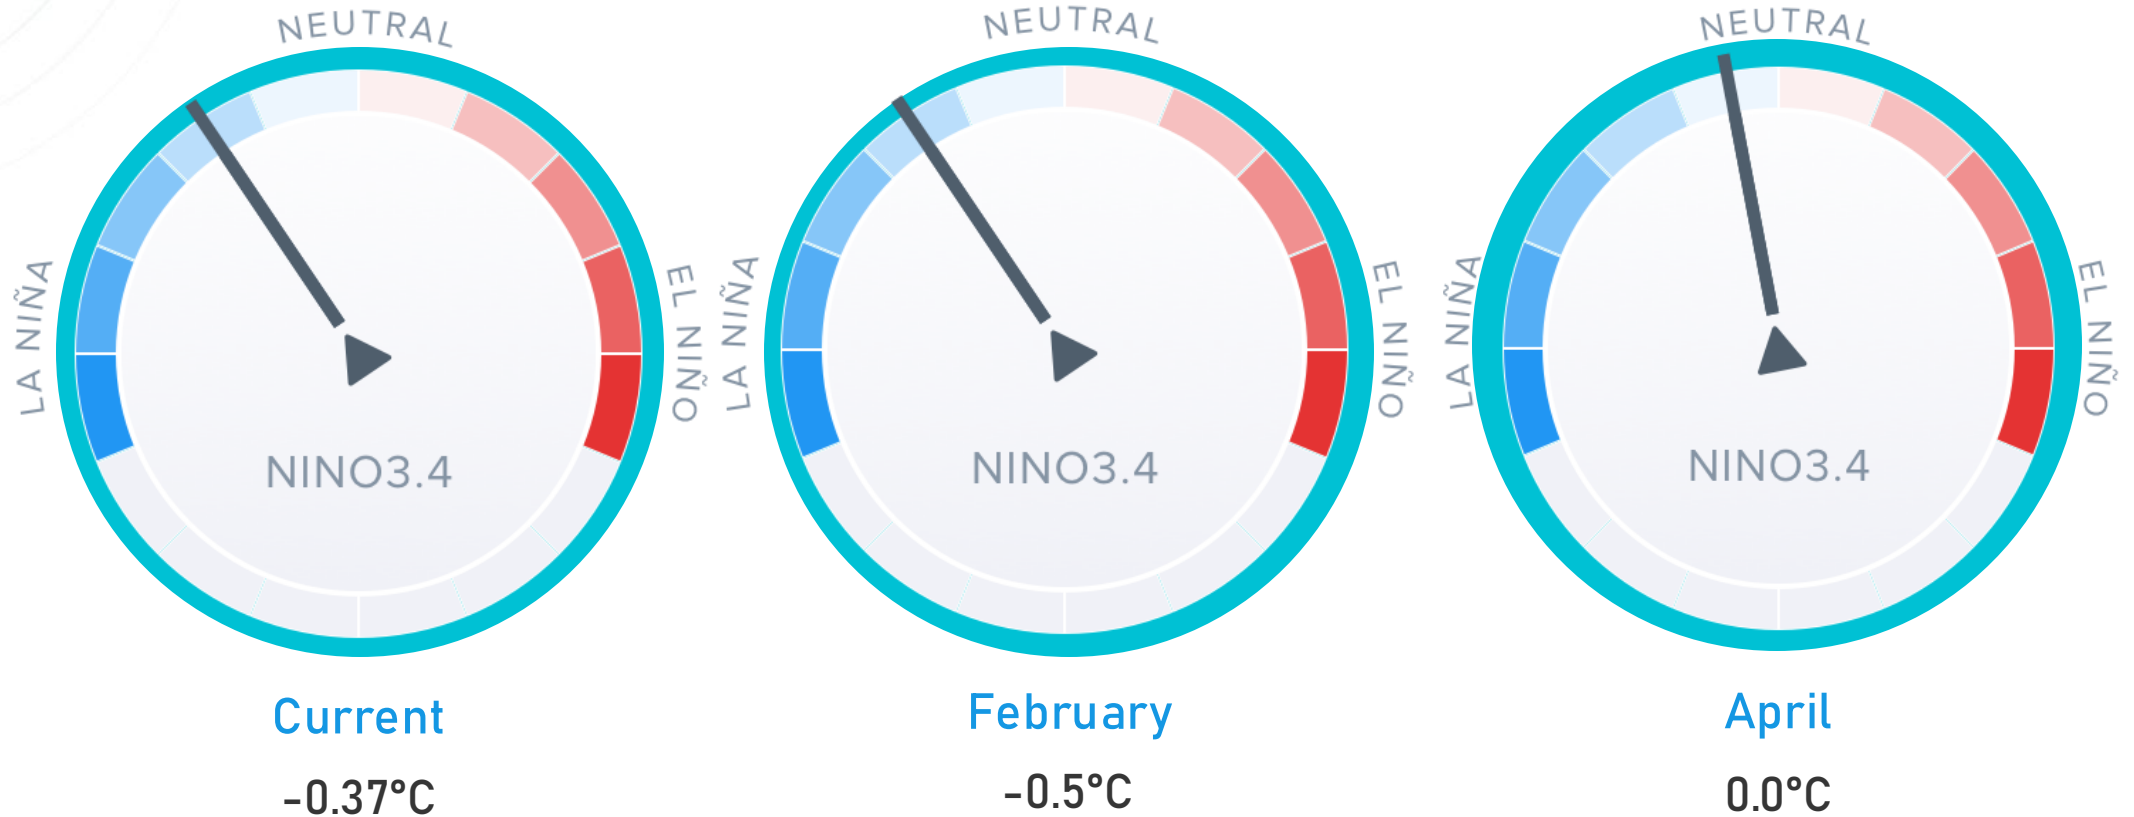 NEUTRAL
LA NIÑA
EL NIÑO
NINO3.4
Current
-0.37°C
NEUTRAL
LA NIÑA
EL NIÑO
NINO3.4
February
-0.5°C
NEUTRAL
LA NIÑA
EL NIÑO
NINO3.4
April
0.0°C